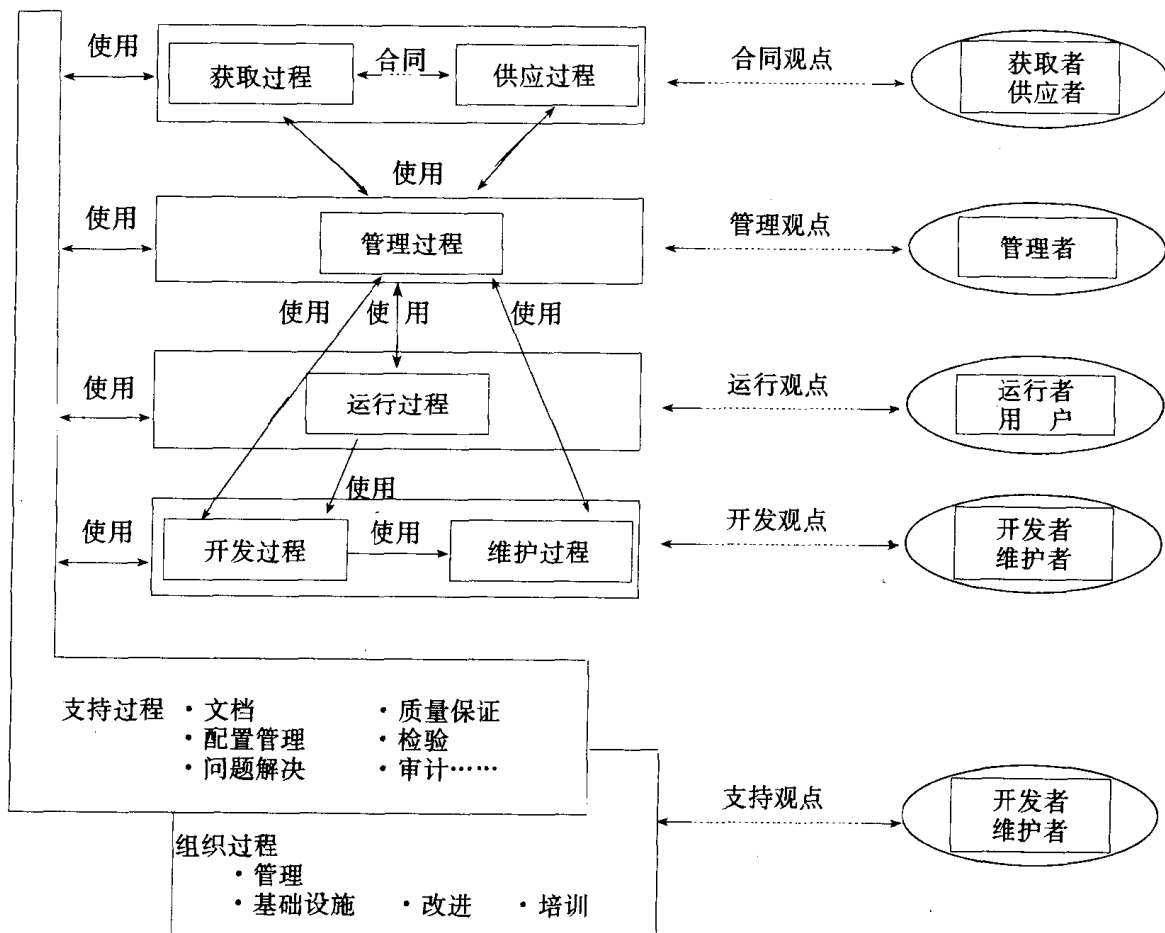 使用
获取过程 合同 供应过程 合同观点 获取者
供应者
使用
使用 管理过程 管理观点 管理者
使用 使用 使用
使用 运行过程 运行观点 运行者
用 户
使用
使用 开发过程 使用 维护过程 开发观点 开发者
维护者
支持过程 ·文档 ·质量保证
·配置管理 ·检验
·问题解决 ·审计……
支持观点 开发者
维护者
组织过程
·管理
·基础设施 ·改进 ·培训